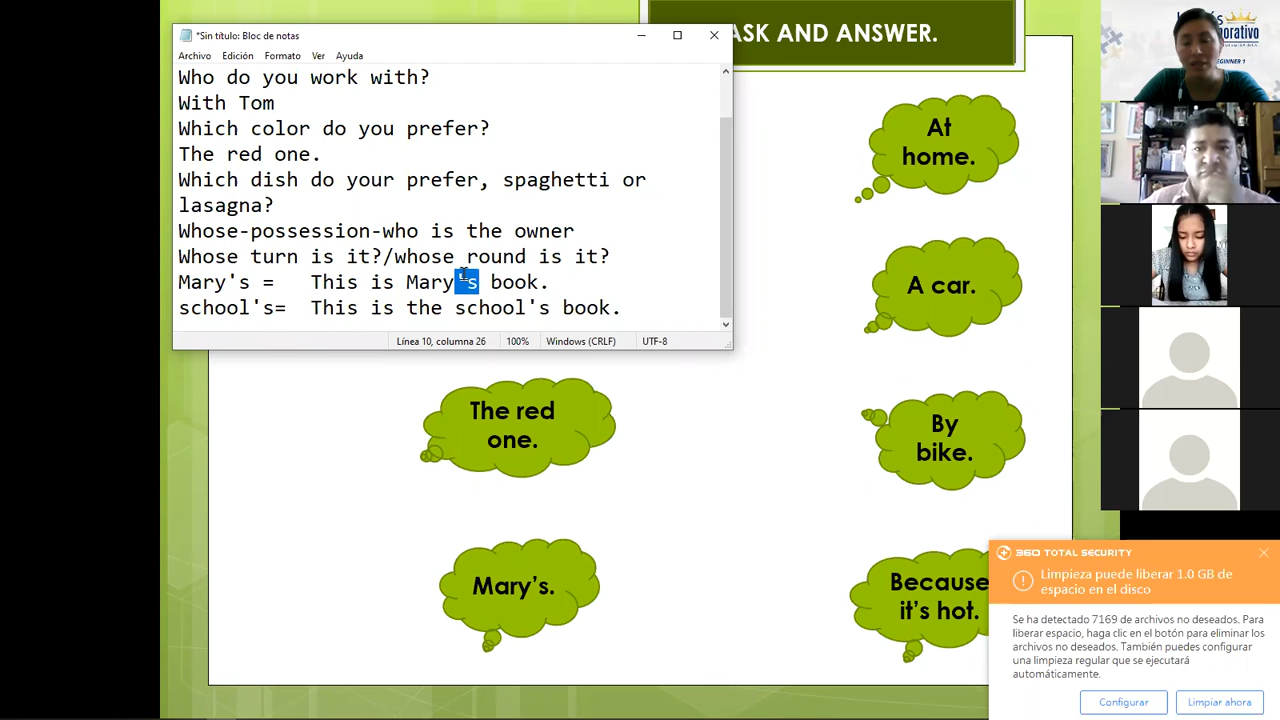 *Sin título: Bloc de notas
Archivo Edición Formato Ver Ayuda
Who do you work with?
With Tom
Which color do you prefer?
The red one.
Which dish do your prefer, spaghetti or
lasagna?
Whose-possession-who is the owner
Whose turn is it?/whose round is it?
Mary's = This is Mary's book.
school's= This is the school's book.
Línea 10, columna 26 100% Windows (CRLF) UTF-8
ASK AND ANSWER.
At
home.
A car.
The red
one.
By
bike.
Mary's.
Because
it's hot.
360 TOTAL SECURITY
Limpieza puede liberar 1.0 GB de
espacio en el disco
Se ha detectado 7169 de archivos no deseados. Para
liberar espacio, haga clic en el botón para eliminar los
archivos no deseados. También puedes configurar
una limpieza regular que se ejecutará
automáticamente.
Configurar Limpiar ahora